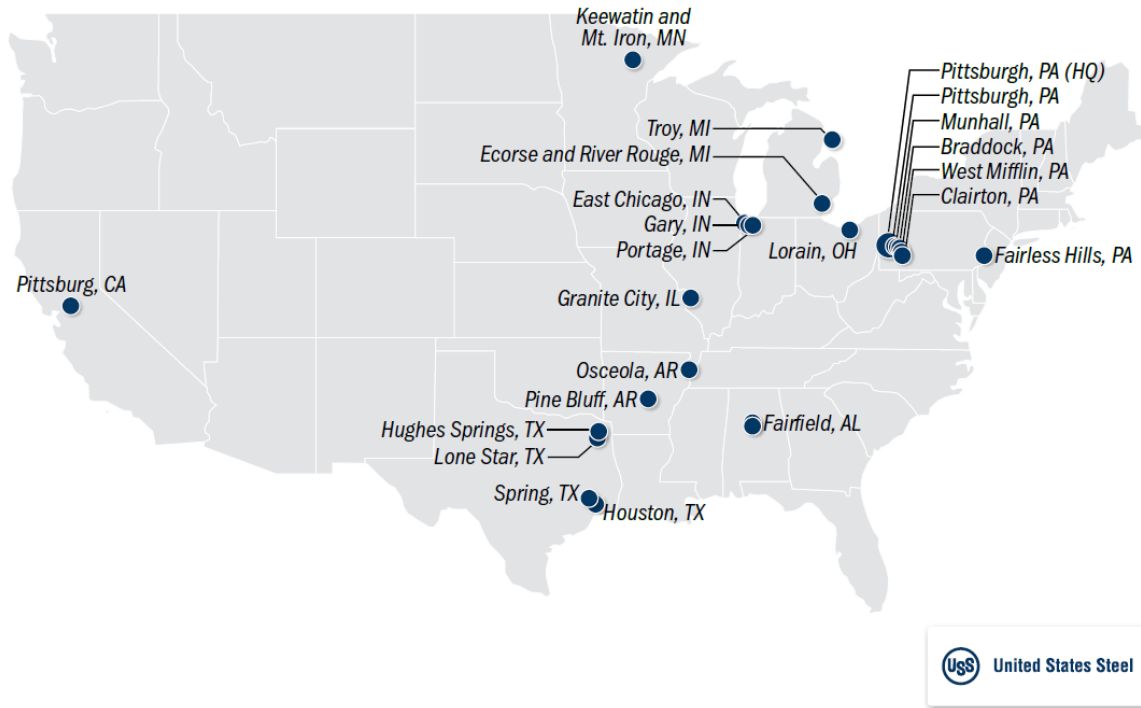 Keewatin and
Mt. Iron, MN
Pittsburgh, PA (HQ)
Pittsburgh, PA
Munhall, PA
Braddock, PA
West Mifflin, PA
Clairton, PA
Troy, MI
Ecorse and River Rouge, MI
East Chicago, IN
Gary, IN
Portage, IN
Lorain, OH
Fairless Hills, PA
Pittsburg, CA
Granite City, IL
Osceola, AR
Pine Bluff, AR
Fairfield, AL
Hughes Springs, TX
Lone Star, TX
Spring, TX
Houston, TX
USS United States Steel